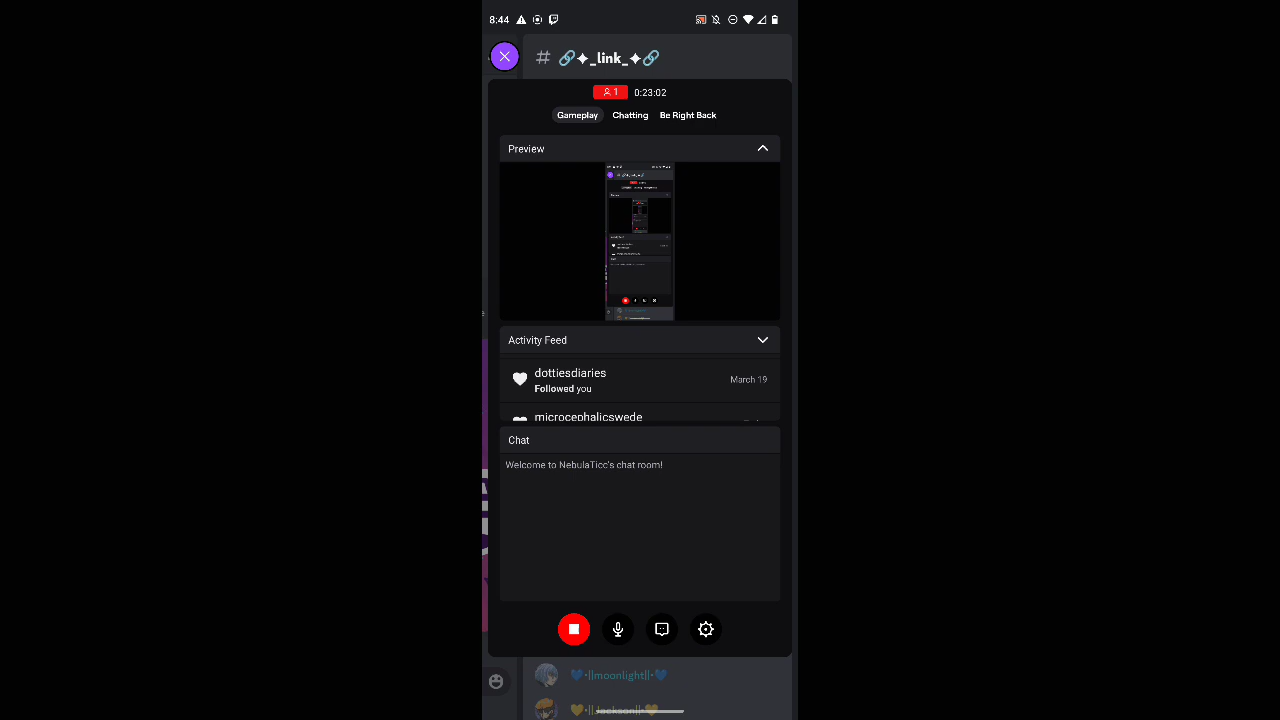 8:44
# 🔗✦_link_✦🔗
1 0:23:02
Gameplay Chatting Be Right Back
Preview
Activity Feed
dottiesdiaries
Followed you
March 19
microcephalicswede
Chat
Welcome to NebulaTicc's chat room!
💙•||moonlight||•💙
💛•||Jackson||•💛